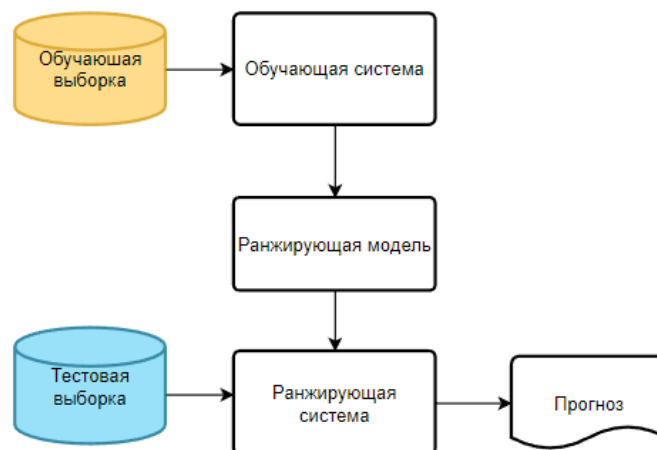 Обучаюшая
выборка
Обучающая система
Ранжирующая модель
Тестовая
выборка
Ранжирующая
система
Прогноз